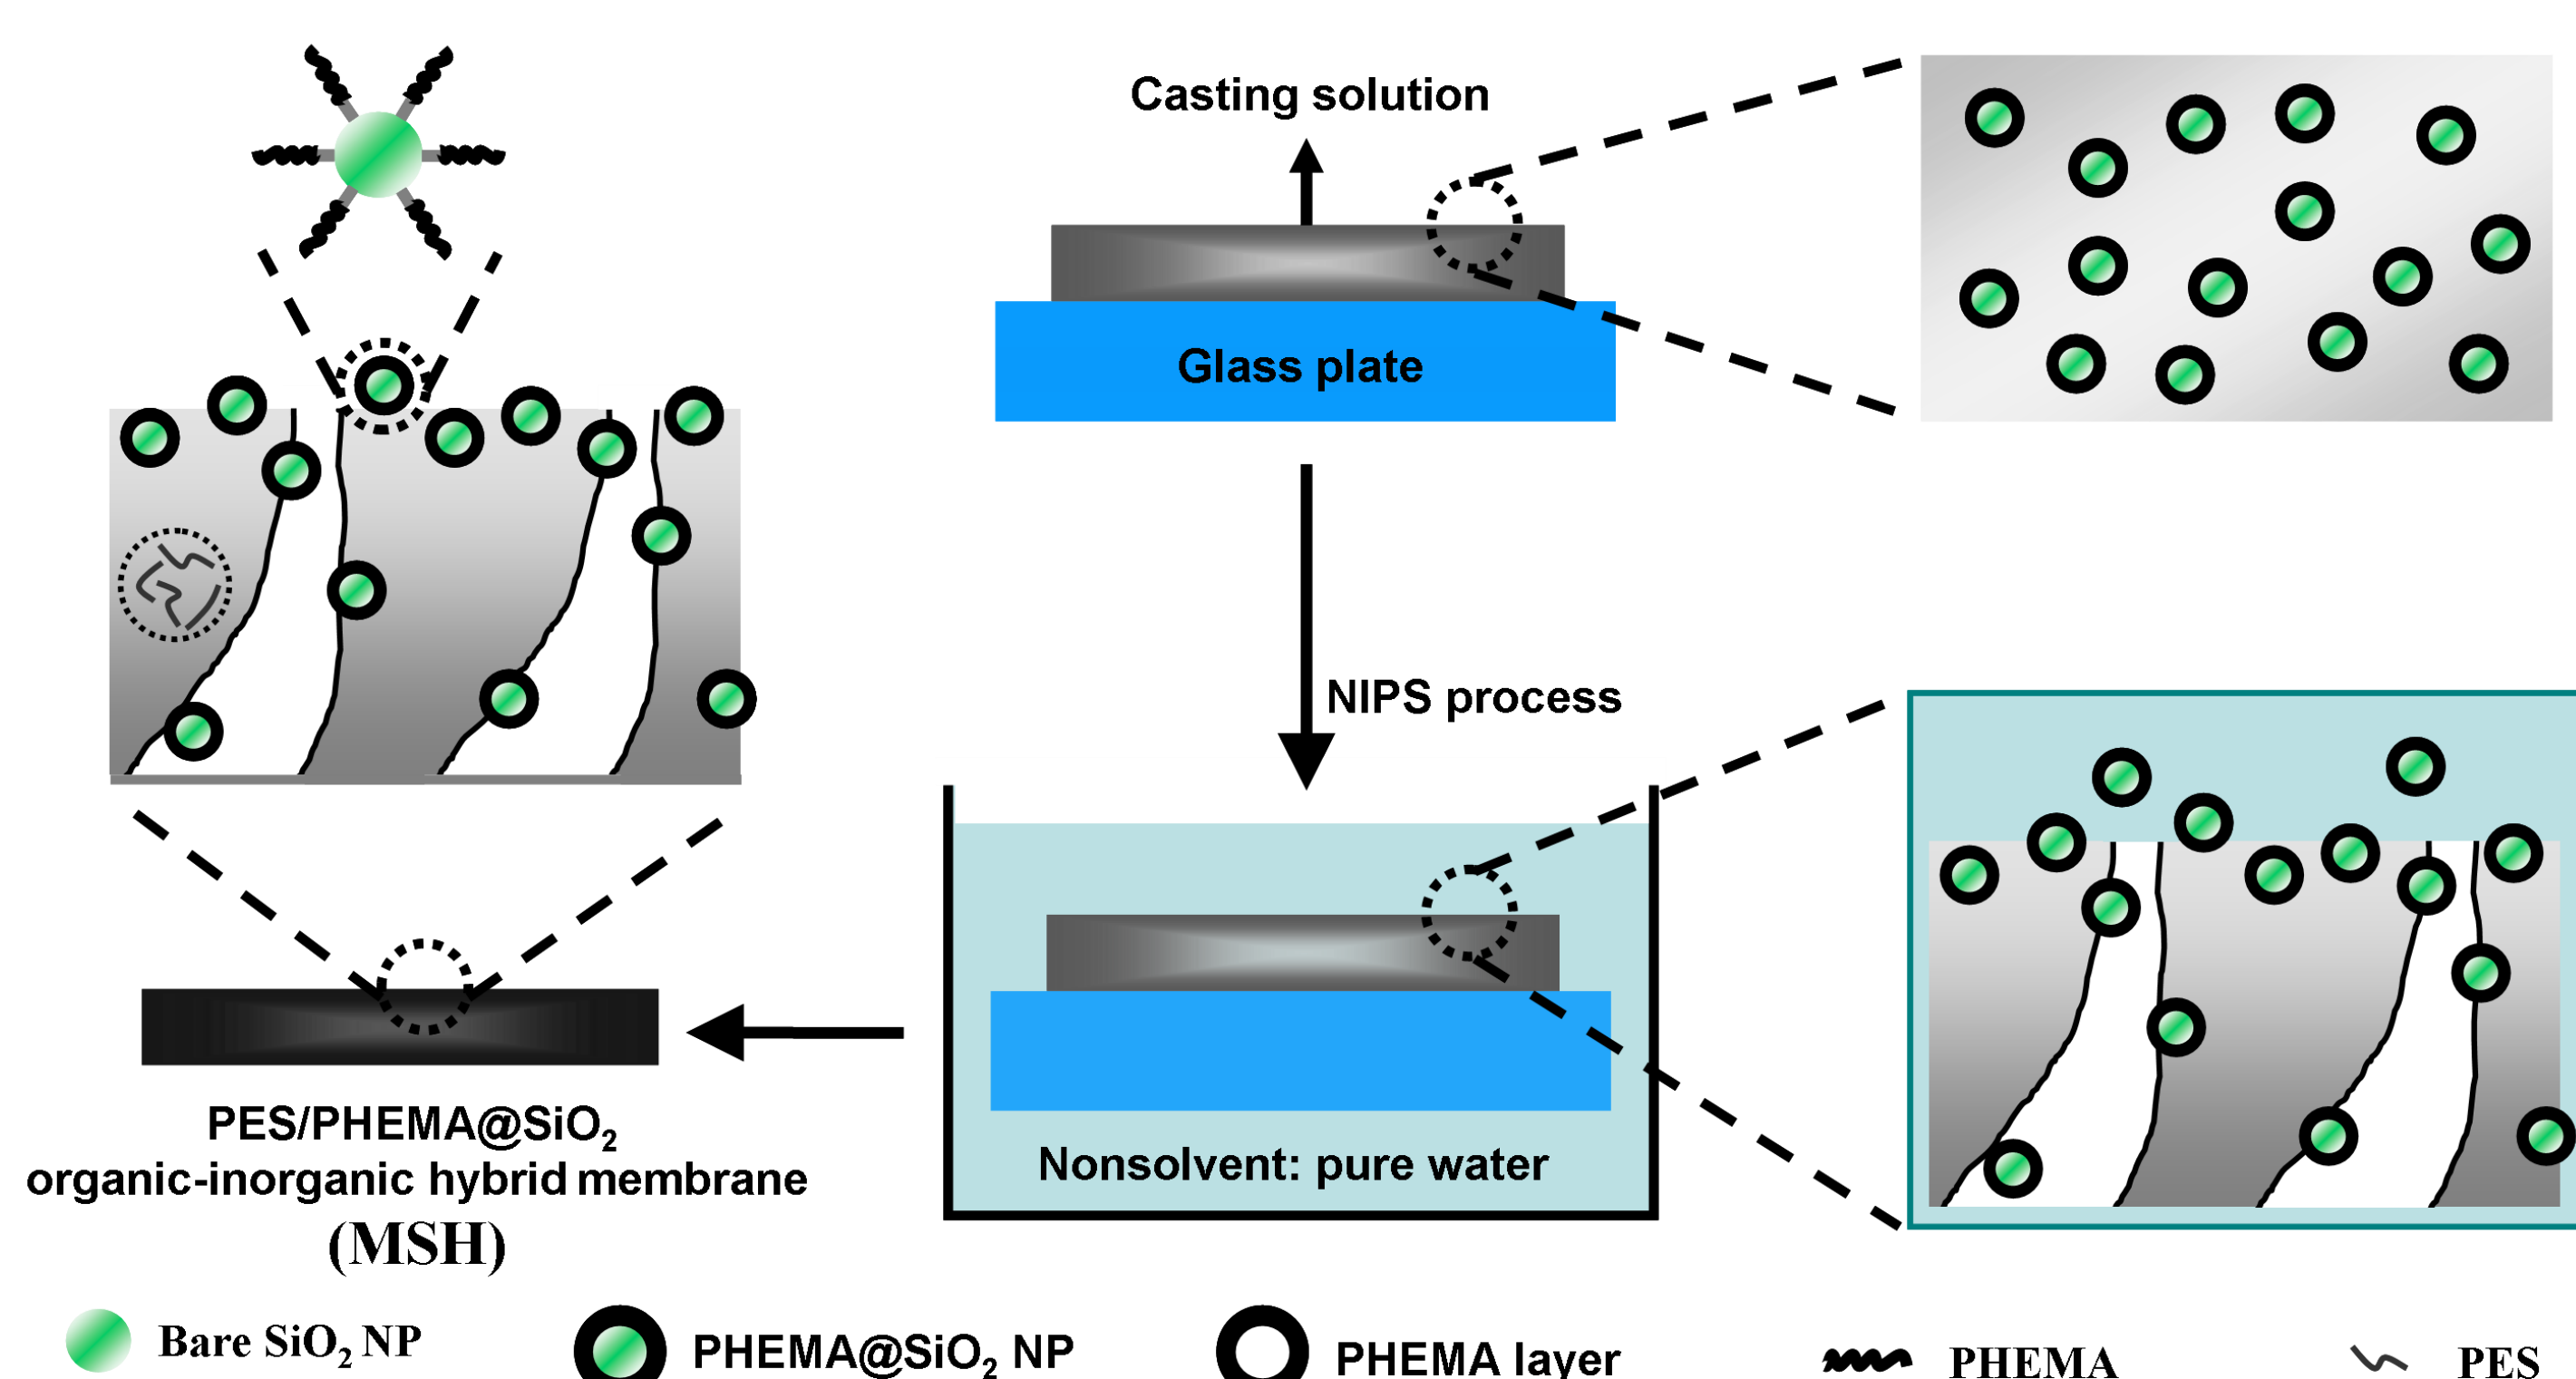 Casting solution
Glass plate
NIPS process
Nonsolvent: pure water
PES/PHEMA@SiO₂
organic-inorganic hybrid membrane
(MSH)
Bare SiO₂ NP
PHEMA@SiO₂ NP
PHEMA layer
PHEMA
PES